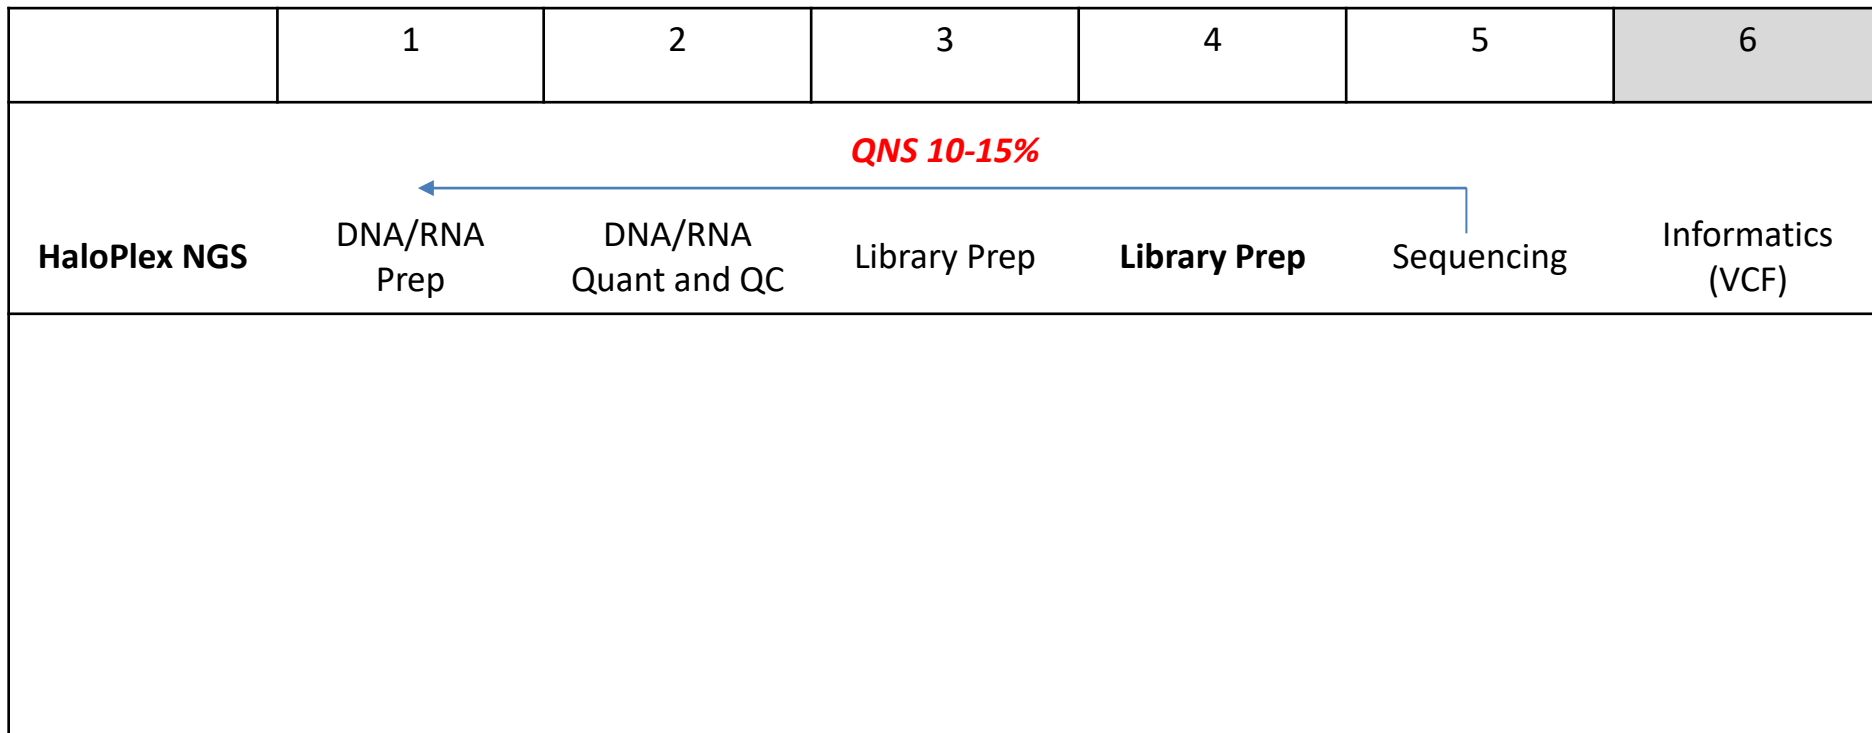 1 2 3 4 5 6
QNS 10-15%
HaloPlex NGS
DNA/RNA
Prep
DNA/RNA
Quant and QC
Library Prep
Library Prep
Sequencing
Informatics
(VCF)